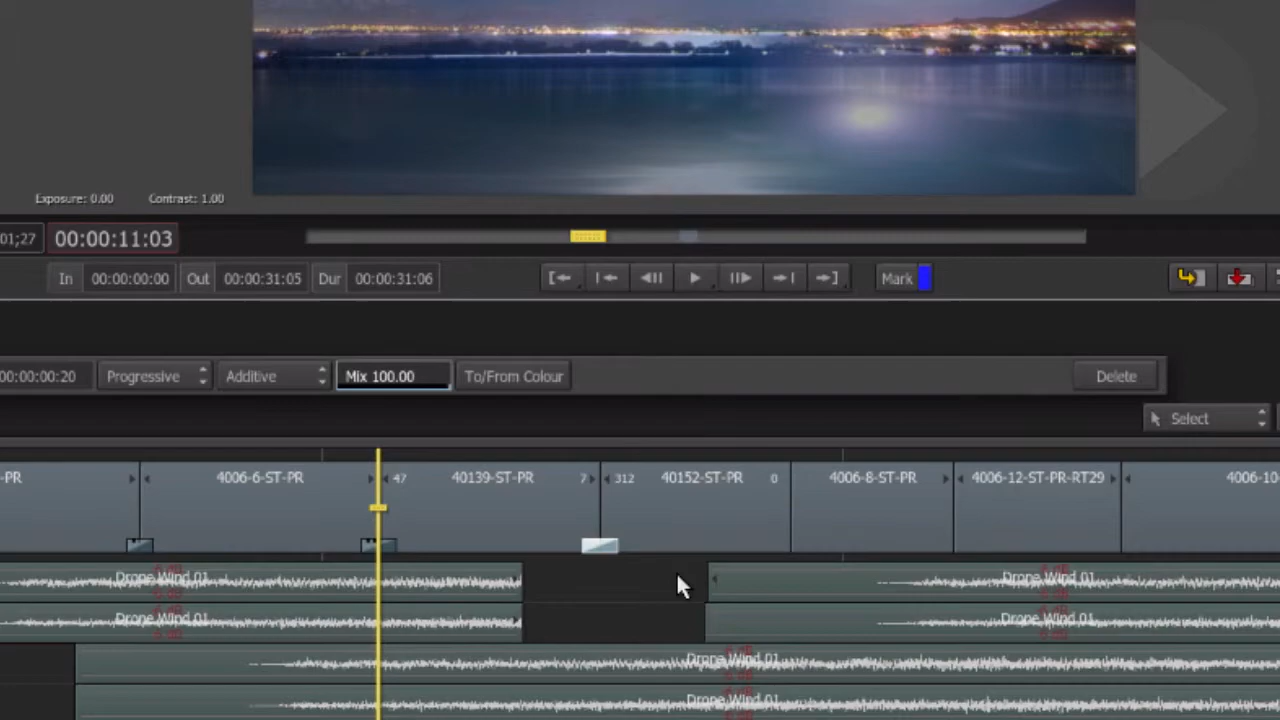 Exposure: 0.00 Contrast: 1.00
01;27 00:00:11:03
In 00:00:00:00 Out 00:00:31:05 Dur 00:00:31:06 Mark
00:00:00:20 Progressive Additive Mix 100.00 To/From Colour Delete
Select
-PR 4006-6-ST-PR 47 40139-ST-PR 7 312 40152-ST-PR 0 4006-8-ST-PR 4006-12-ST-PR-RT29 4006-10
Drone Wind 01 Drone Wind 01
Drone Wind 01 Drone Wind 01
Drone Wind 01
Drone Wind 01